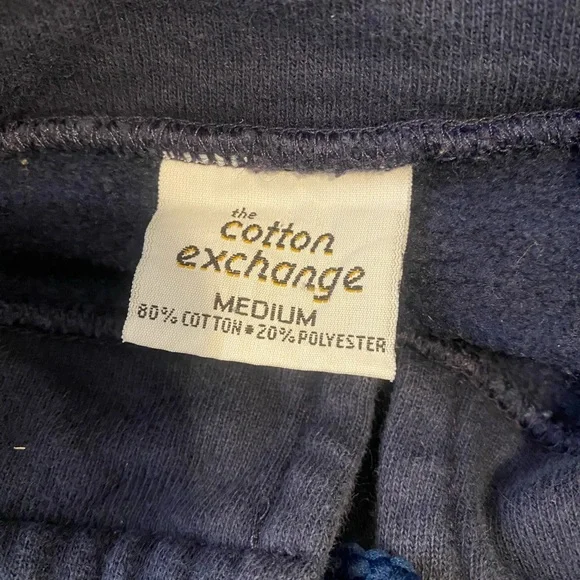 the
cotton
exchange
MEDIUM
80% COTTON * 20% POLYESTER